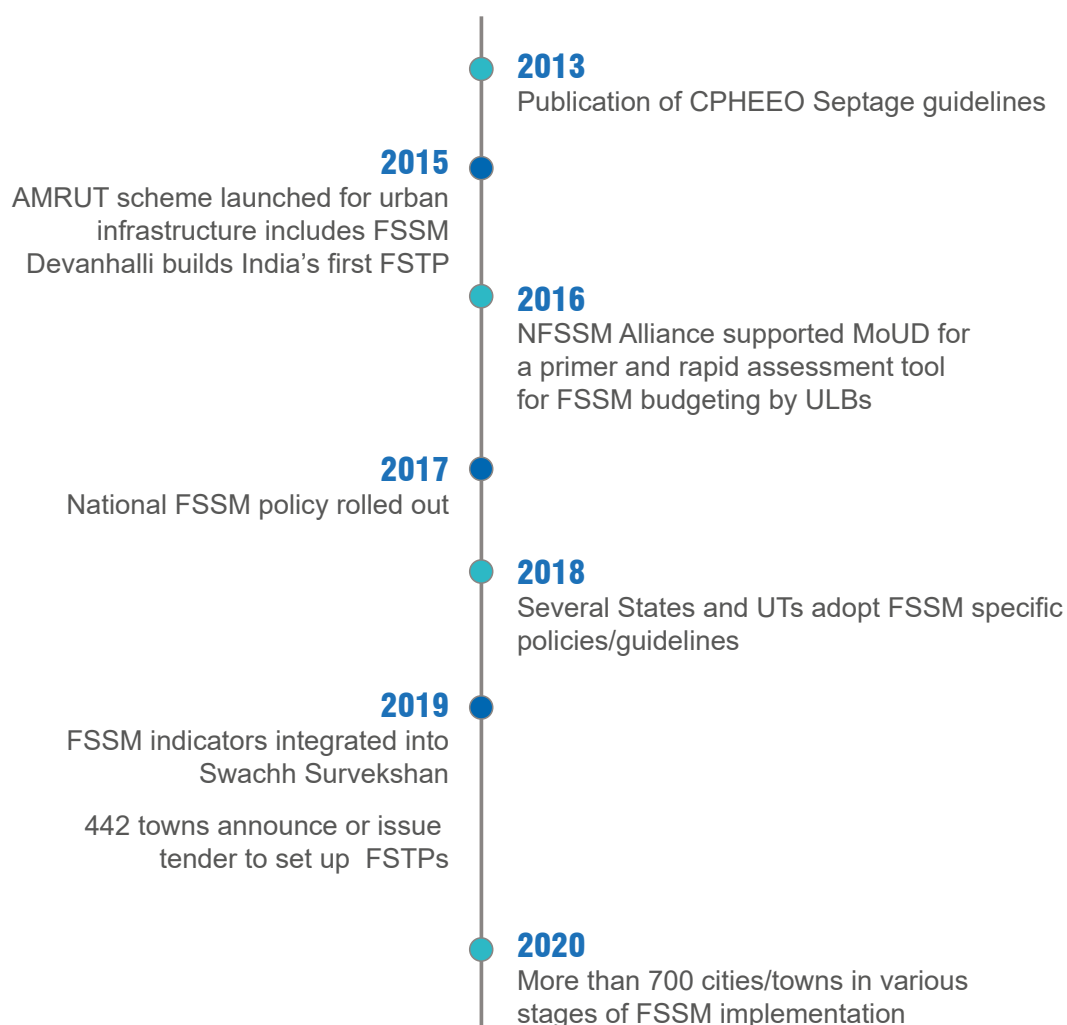 2013
Publication of CPHEEO Septage guidelines
2015
AMRUT scheme launched for urban
infrastructure includes FSSM
Devanhalli builds India's first FSTP
2016
NFSSM Alliance supported MoUD for
a primer and rapid assessment tool
for FSSM budgeting by ULBs
2017
National FSSM policy rolled out
2018
Several States and UTs adopt FSSM specific
policies/guidelines
2019
FSSM indicators integrated into
Swachh Survekshan
442 towns announce or issue
tender to set up FSTPs
2020
More than 700 cities/towns in various
stages of FSSM implementation